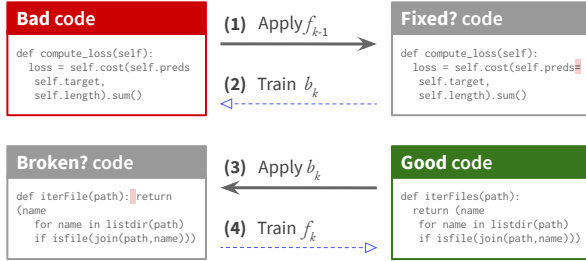 Bad code
def compute_loss(self):
loss = self.cost(self.preds
self.target,
self.length).sum()
(1) Apply f_{k-1}
(2) Train b_k
Fixed? code
def compute_loss(self):
loss = self.cost(self.preds=
self.target,
self.length).sum()
Broken? code
def iterFile(path): return
(name
for name in listdir(path)
if isfile(join(path,name)))
(3) Apply b_k
(4) Train f_k
Good code
def iterFiles(path):
return (name
for name in listdir(path)
if isfile(join(path,name)))